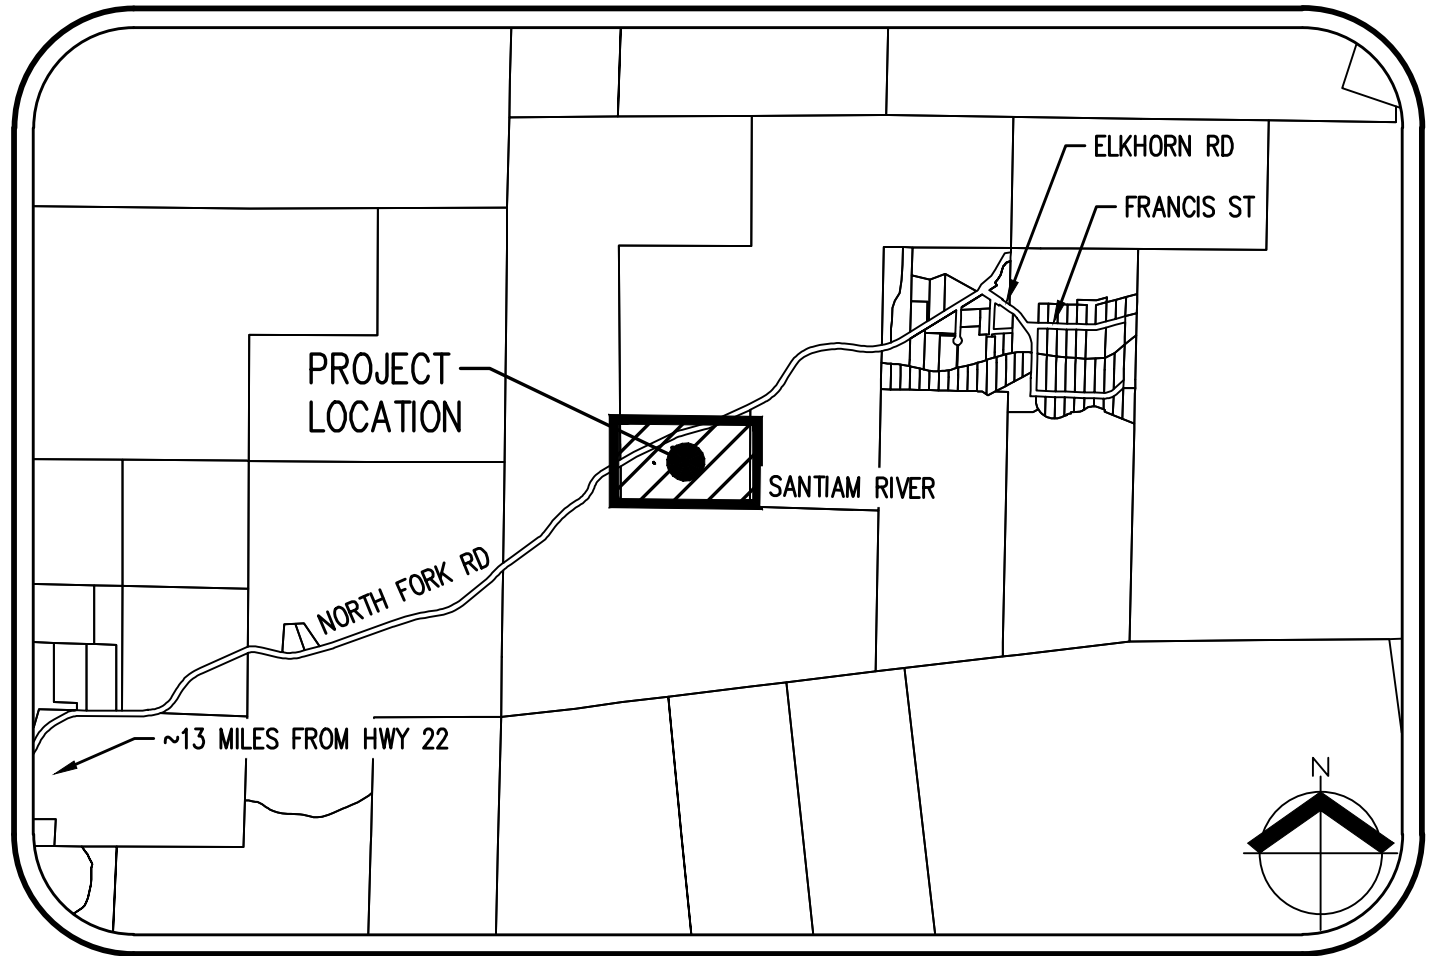 ELKHORN RD
FRANCIS ST
PROJECT
LOCATION
SANTIAM RIVER
NORTH FORK RD
~13 MILES FROM HWY 22
N